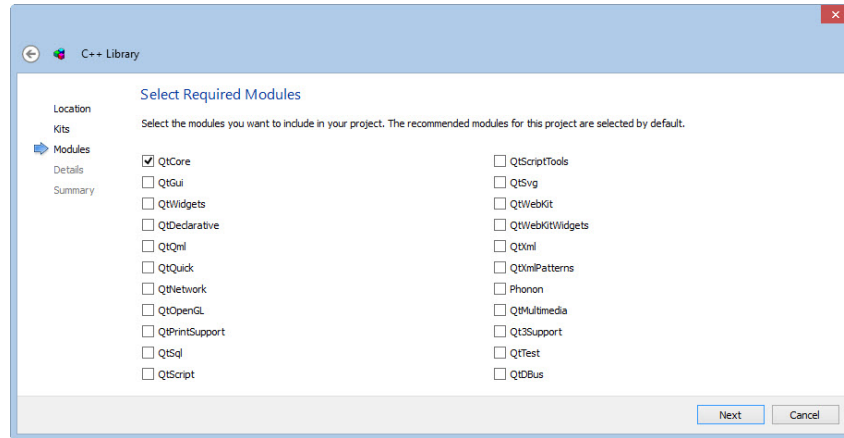 C++ Library
Location
Kits
Modules
Details
Summary
Select Required Modules
Select the modules you want to include in your project. The recommended modules for this project are selected by default.
QtCore
QtGui
QtWidgets
QtDeclarative
QtQml
QtQuick
QtNetwork
QtOpenGL
QtPrintSupport
QtSql
QtScript
QtScriptTools
QtSvg
QtWebKit
QtWebKitWidgets
QtXml
QtXmlPatterns
Phonon
QtMultimedia
Qt3Support
QtTest
QtDBus
Next
Cancel